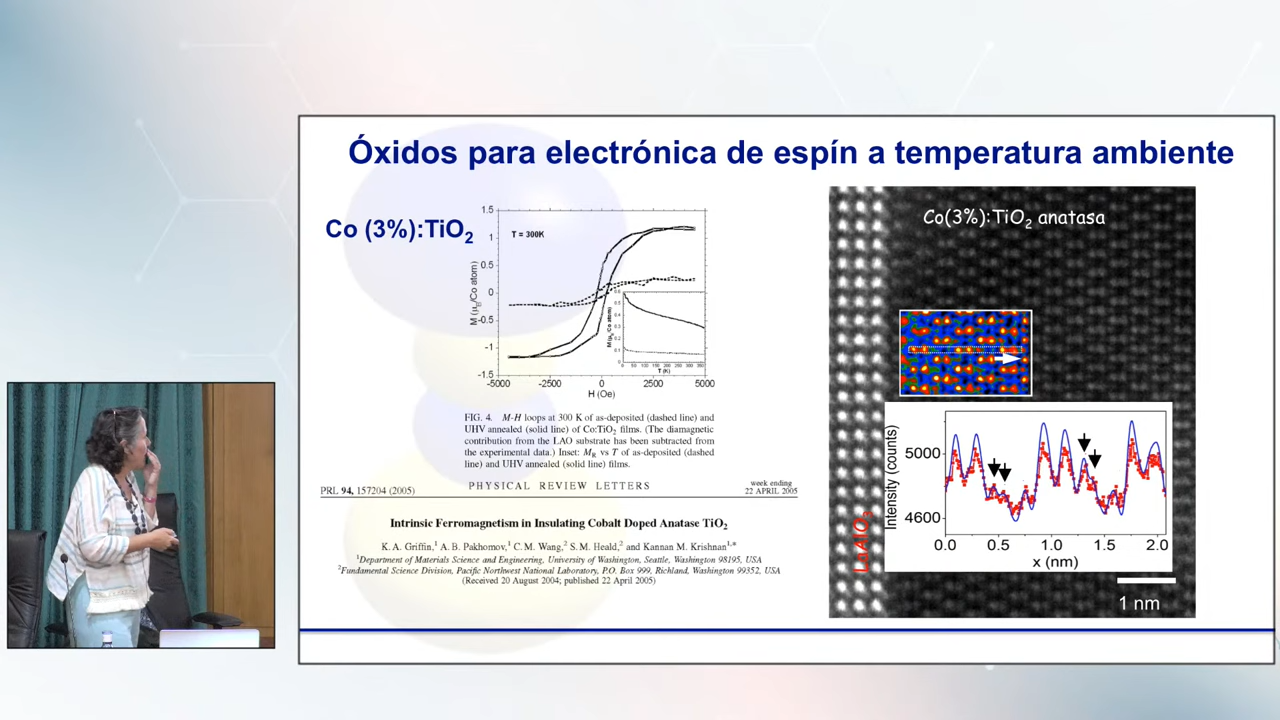 Óxidos para electrónica de espín a temperatura ambiente
Co (3%):TiO2
T = 300K
M (μB/Co atom)
1.5
1
0.5
0
-0.5
-1
-1.5
-5000 -2500 0 2500 5000
H (Oe)
T (K)
FIG. 4. M-H loops at 300 K of as-deposited (dashed line) and
UHV annealed (solid line) of Co:TiO2 films. (The diamagnetic
contribution from the LAO substrate has been subtracted from
the experimental data.) Inset: MR vs T of as-deposited (dashed
line) and UHV annealed (solid line) films.
PRL 94, 157204 (2005)
PHYSICAL REVIEW LETTERS
week ending
22 APRIL 2005
Intrinsic Ferromagnetism in Insulating Cobalt Doped Anatase TiO2
K. A. Griffin,1 A. B. Pakhomov,1 C. M. Wang,2 S. M. Heald,2 and Kannan M. Krishnan1,*
1Department of Materials Science and Engineering, University of Washington, Seattle, Washington 98195, USA
2Fundamental Science Division, Pacific Northwest National Laboratory, P.O. Box 999, Richland, Washington 99352, USA
(Received 20 August 2004; published 22 April 2005)
Co(3%):TiO2 anatasa
LaAlO3
Intensity (counts)
5000
4600
0.0 0.5 1.0 1.5 2.0
x (nm)
1 nm